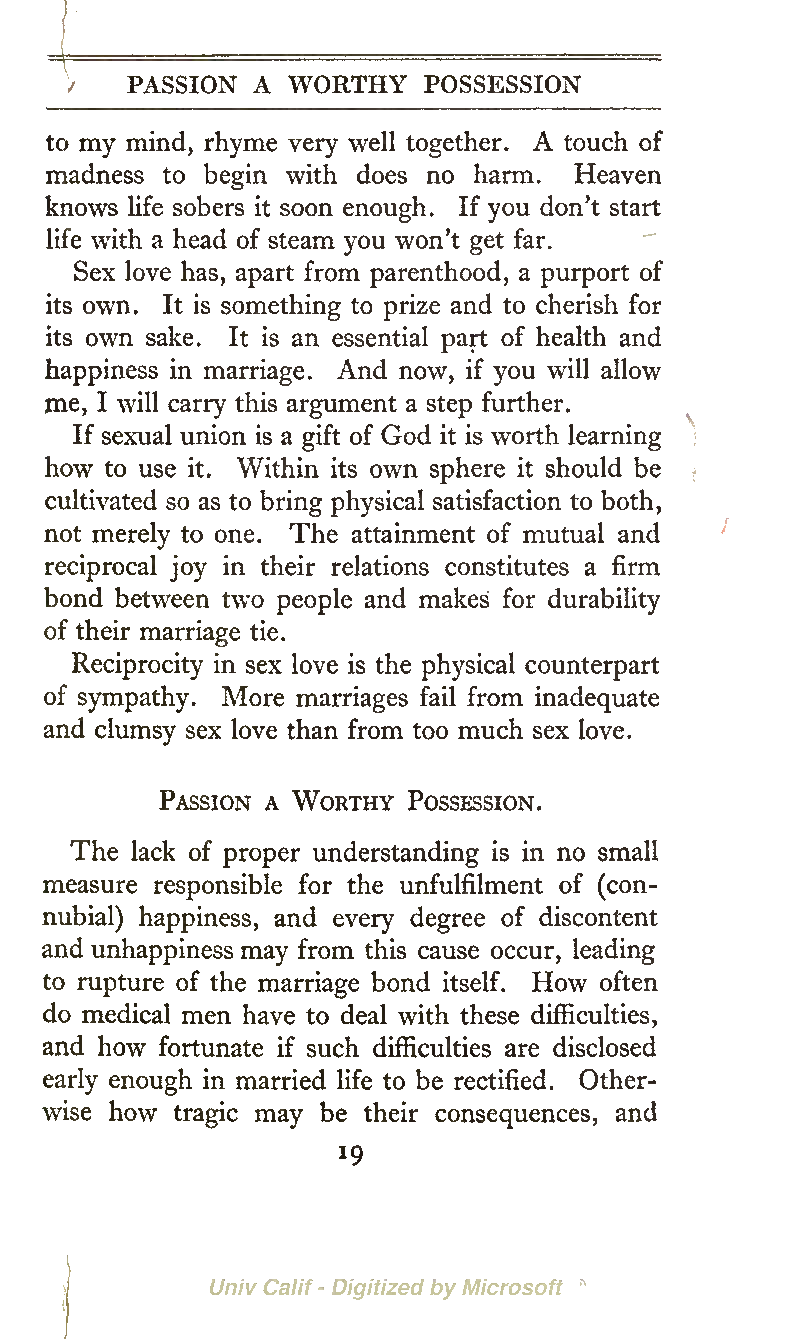 PASSION A WORTHY POSSESSION
to my mind, rhyme very well together. A touch of
madness to begin with does no harm. Heaven
knows life sobers it soon enough. If you don't start
life with a head of steam you won't get far.
Sex love has, apart from parenthood, a purport of
its own. It is something to prize and to cherish for
its own sake. It is an essential part of health and
happiness in marriage. And now, if you will allow
me, I will carry this argument a step further.
If sexual union is a gift of God it is worth learning
how to use it. Within its own sphere it should be
cultivated so as to bring physical satisfaction to both,
not merely to one. The attainment of mutual and
reciprocal joy in their relations constitutes a firm
bond between two people and makes for durability
of their marriage tie.
Reciprocity in sex love is the physical counterpart
of sympathy. More marriages fail from inadequate
and clumsy sex love than from too much sex love.
PASSION A WORTHY POSSESSION.
The lack of proper understanding is in no small
measure responsible for the unfulfilment of (con-
nubial) happiness, and every degree of discontent
and unhappiness may from this cause occur, leading
to rupture of the marriage bond itself. How often
do medical men have to deal with these difficulties,
and how fortunate if such difficulties are disclosed
early enough in married life to be rectified. Other-
wise how tragic may be their consequences, and
19
Univ Calif - Digitized by Microsoft ®